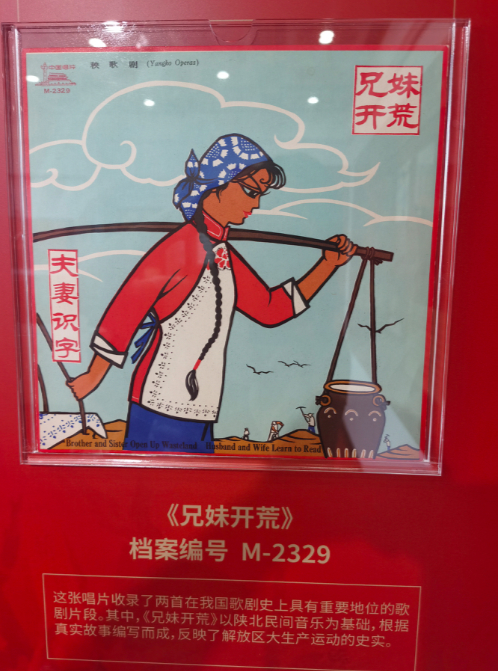 中国唱片
M-2329
秧歌剧 (Yangko Operas)
兄妹
开荒
夫妻识字
Brother and Sister Open Up Wasteland
Husband and Wife Learn to Read
《兄妹开荒》
档案编号 M-2329
这张唱片收录了两首在我国歌剧史上具有重要地位的歌
剧片段。其中,《兄妹开荒》以陕北民间音乐为基础，根据
真实故事编写而成，反映了解放区大生产运动的史实。